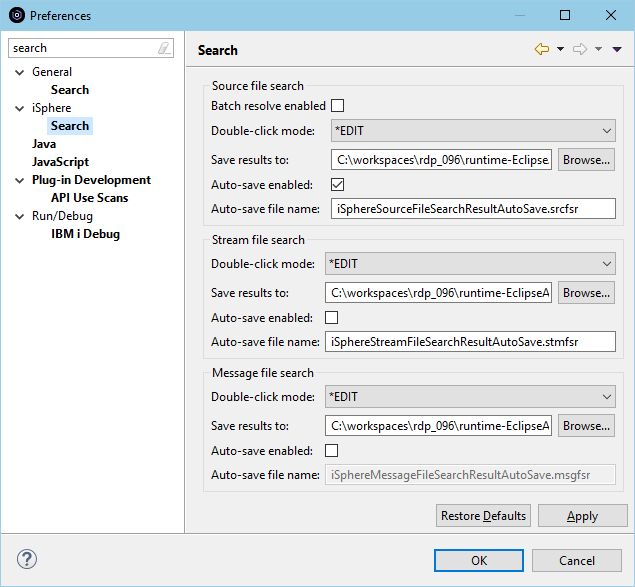 Preferences
search
Search
General
Search
iSphere
Search
Java
JavaScript
Plug-in Development
API Use Scans
Run/Debug
IBM i Debug
Source file search
Batch resolve enabled
Double-click mode: *EDIT
Save results to: C:\workspaces\rdp_096\runtime-Eclipse Browse...
Auto-save enabled:
Auto-save file name: iSphereSourceFileSearchResultAutoSave.srcfsr
Stream file search
Double-click mode: *EDIT
Save results to: C:\workspaces\rdp_096\runtime-EclipseA Browse...
Auto-save enabled:
Auto-save file name: iSphereStreamFileSearchResultAutoSave.stmfsr
Message file search
Double-click mode: *EDIT
Save results to: C:\workspaces\rdp_096\runtime-EclipseA Browse...
Auto-save enabled:
Auto-save file name: iSphereMessageFileSearchResultAutoSave.msgfsr
Restore Defaults Apply
? OK Cancel